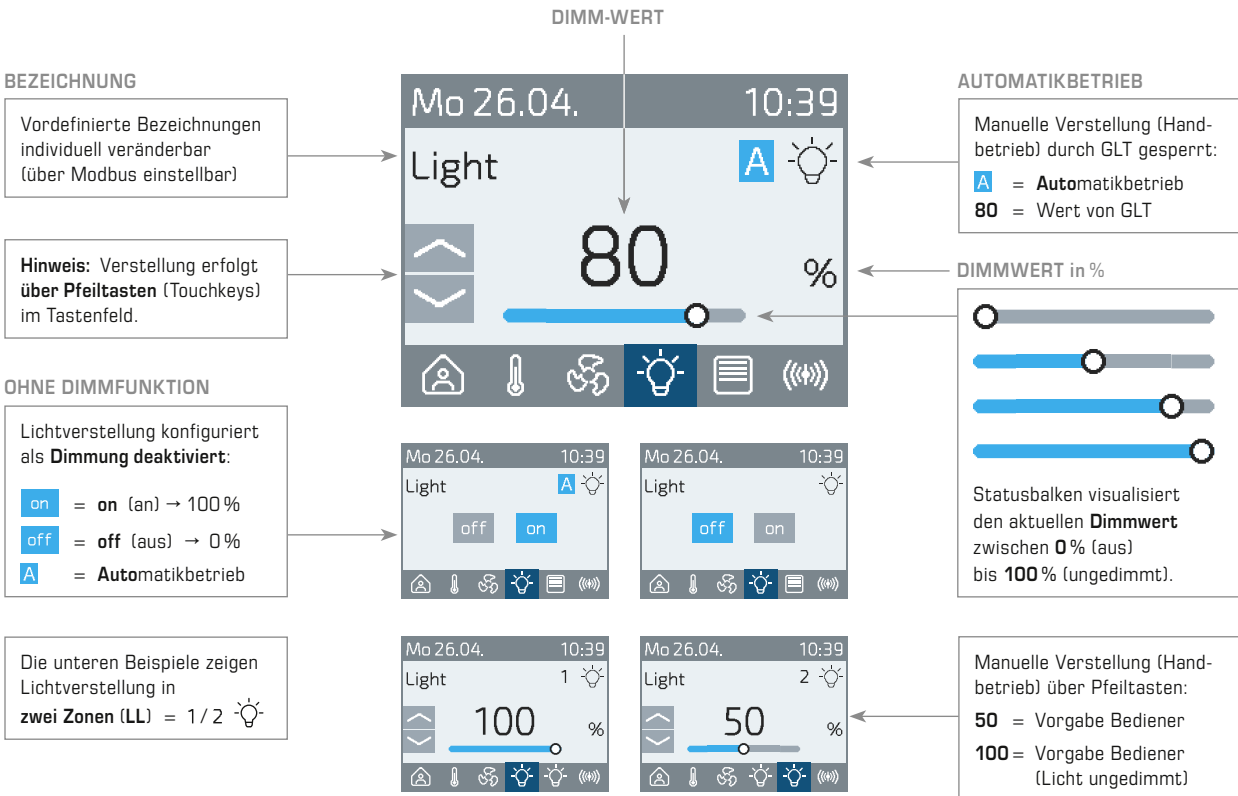 DIMM-WERT
BEZEICHNUNG
Vordefinierte Bezeichnungen
individuell veränderbar
(über Modbus einstellbar)
Hinweis: Verstellung erfolgt
über Pfeiltasten (Touchkeys)
im Tastenfeld.
Mo 26.04. 10:39
Light A
80
%
AUTOMATIKBETRIEB
Manuelle Verstellung (Hand-
betrieb) durch GLT gesperrt:
A = Automatikbetrieb
80 = Wert von GLT
DIMMWERT in %
Statusbalken visualisiert
den aktuellen Dimmwert
zwischen 0 % (aus)
bis 100 % (ungedimmt).
OHNE DIMMFUNKTION
Lichtverstellung konfiguriert
als Dimmung deaktiviert:
on = on (an) → 100 %
off = off (aus) → 0 %
A = Automatikbetrieb
Mo 26.04. 10:39
Light A
off on
Mo 26.04. 10:39
Light
off on
Die unteren Beispiele zeigen
Lichtverstellung in
zwei Zonen (LL) = 1 / 2
Mo 26.04. 10:39
Light 1
100 %
Mo 26.04. 10:39
Light 2
50 %
Manuelle Verstellung (Hand-
betrieb) über Pfeiltasten:
50 = Vorgabe Bediener
100 = Vorgabe Bediener
(Licht ungedimmt)